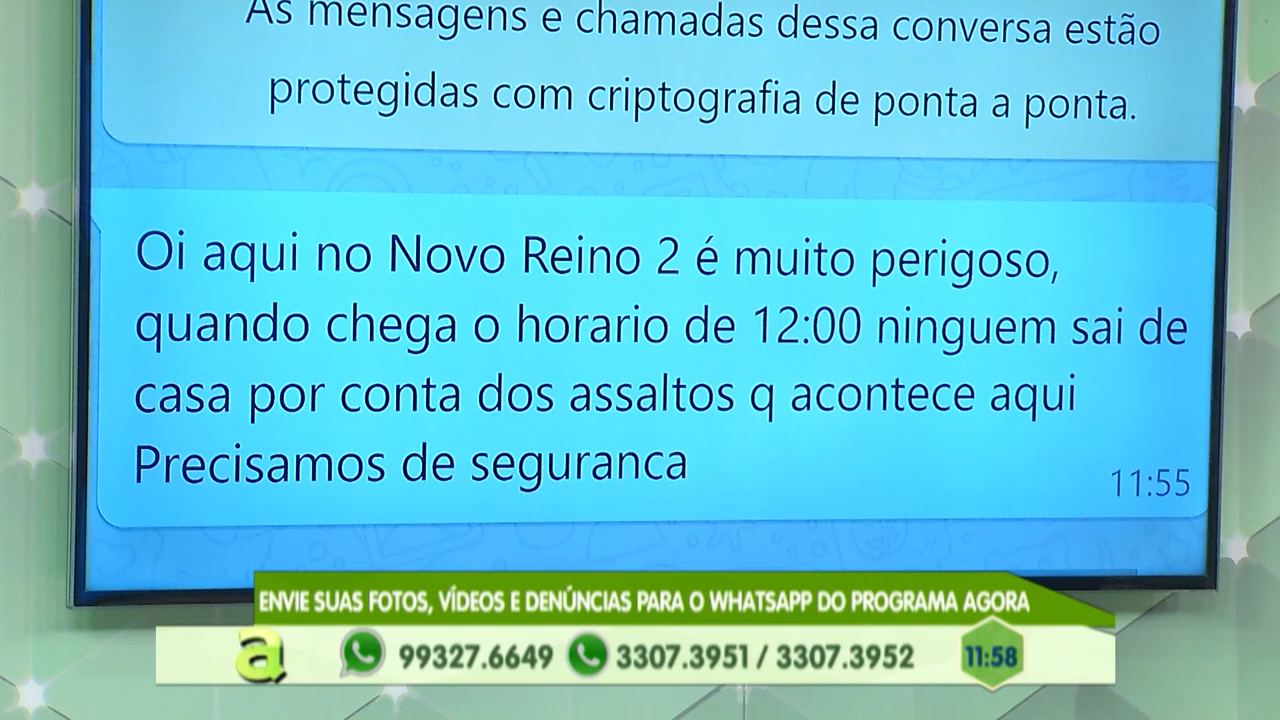 As mensagens e chamadas dessa conversa estão
protegidas com criptografia de ponta a ponta.
Oi aqui no Novo Reino 2 é muito perigoso,
quando chega o horario de 12:00 ninguem sai de
casa por conta dos assaltos q acontece aqui
Precisamos de seguranca
11:55
ENVIE SUAS FOTOS, VÍDEOS E DENÚNCIAS PARA O WHATSAPP DO PROGRAMA AGORA
a 99327.6649 3307.3951 / 3307.3952 11:58